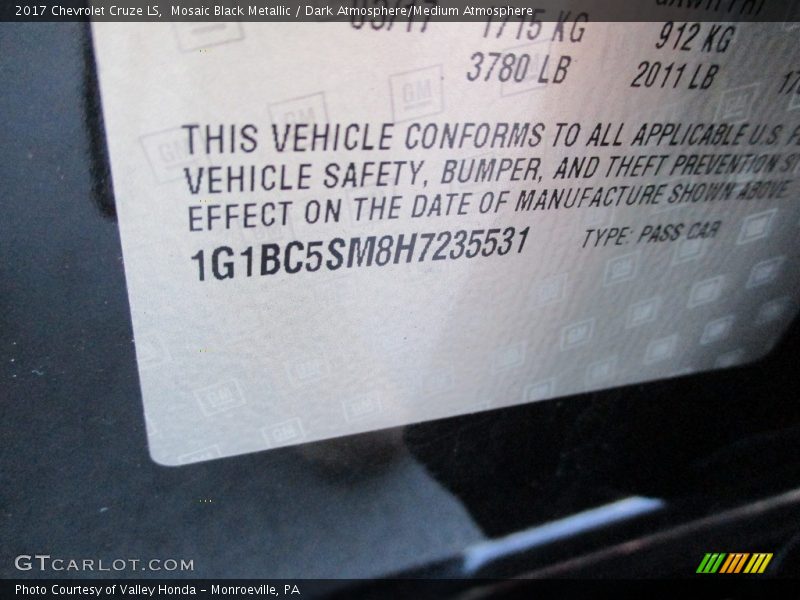 2017 Chevrolet Cruze LS, Mosaic Black Metallic / Dark Atmosphere/Medium Atmosphere
1715 KG 912 KG
3780 LB 2011 LB
THIS VEHICLE CONFORMS TO ALL APPLICABLE U.S.
VEHICLE SAFETY, BUMPER, AND THEFT PREVENTION
EFFECT ON THE DATE OF MANUFACTURE SHOWN ABOVE
1G1BC5SM8H7235531 TYPE: PASS CAR
GM
GTCARLOT.COM
Photo Courtesy of Valley Honda - Monroeville, PA